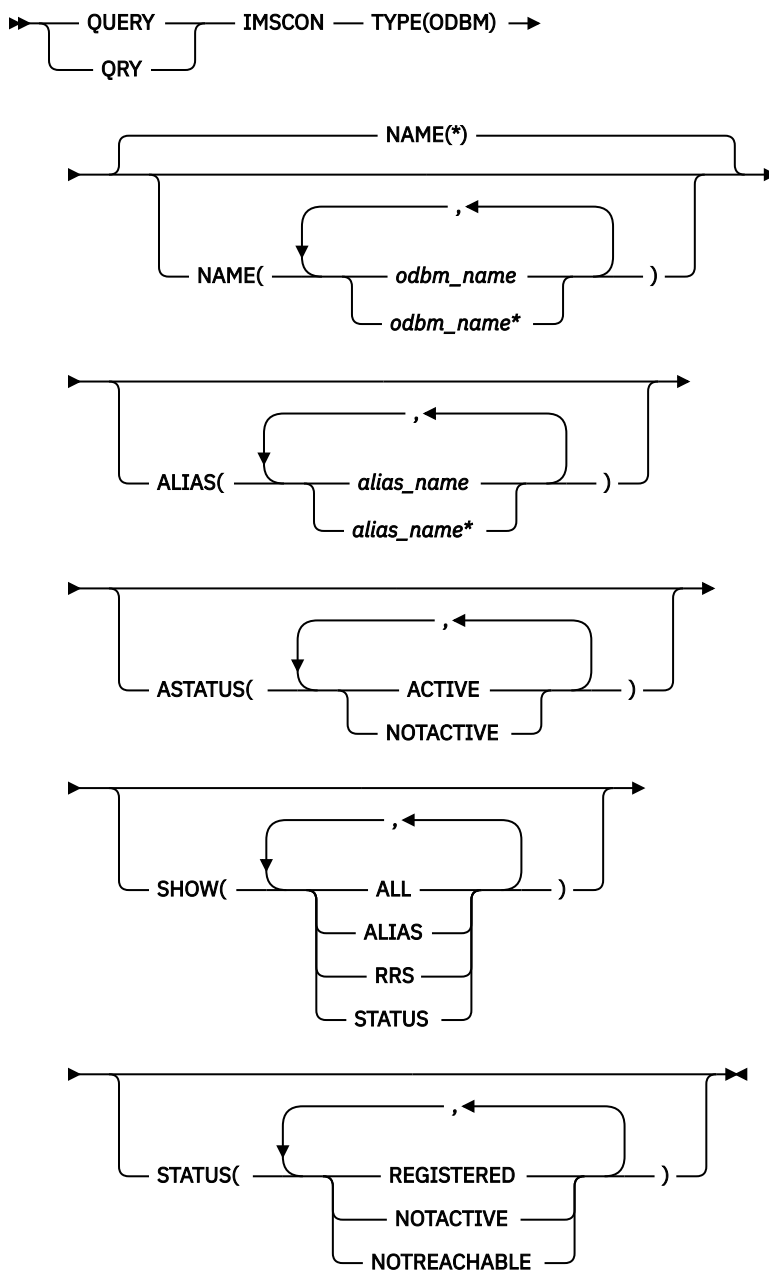 QUERY IMSCON TYPE(ODBM)
QRY
NAME(*)
,
NAME( odbm_name )
odbm_name*
,
ALIAS( alias_name )
alias_name*
,
ASTATUS( ACTIVE )
NOTACTIVE
,
SHOW( ALL )
ALIAS
RRS
STATUS
,
STATUS( REGISTERED )
NOTACTIVE
NOTREACHABLE